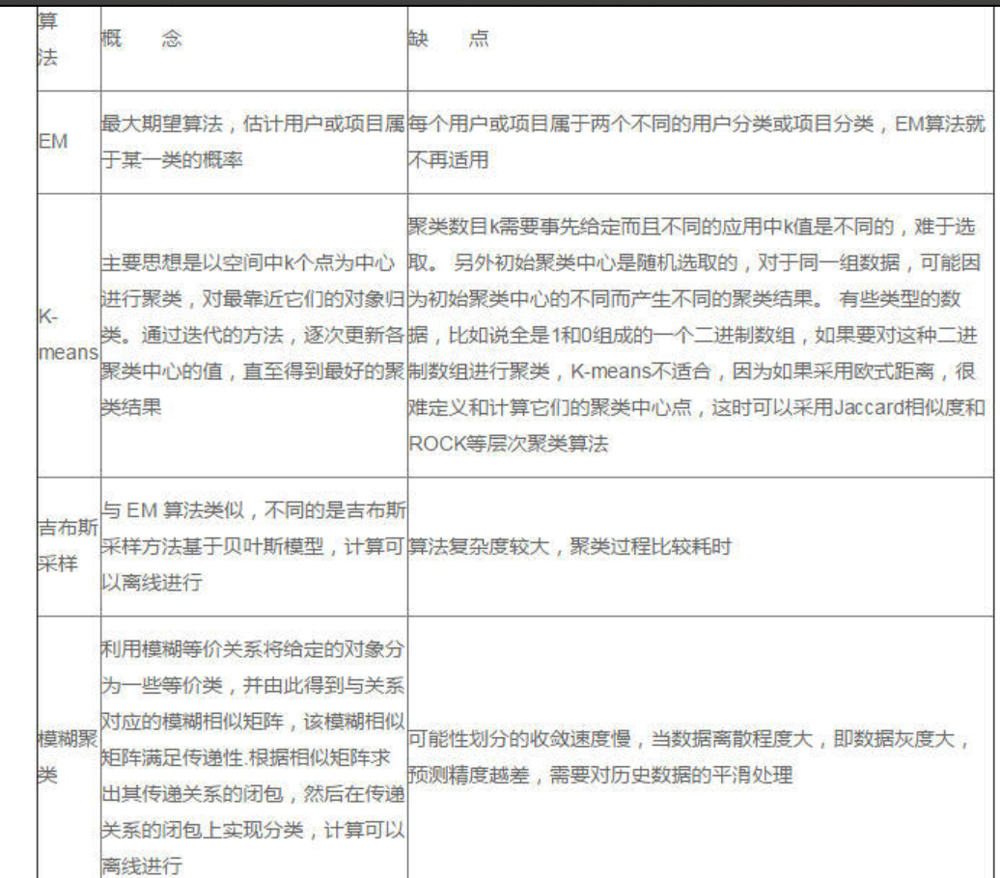 算
法
概 念
缺 点
EM
最大期望算法，估计用户或项目属
于某一类的概率
每个用户或项目属于两个不同的用户分类或项目分类，EM算法就
不再适用
K-
means
主要思想是以空间中k个点为中心
进行聚类，对最靠近它们的对象归
类。通过迭代的方法，逐次更新各
聚类中心的值，直至得到最好的聚
类结果
聚类数目k需要事先给定而且不同的应用中k值是不同的，难于选
取。 另外初始聚类中心是随机选取的，对于同一组数据，可能因
为初始聚类中心的不同而产生不同的聚类结果。 有些类型的数
据，比如说全是1和0组成的一个二进制数组，如果要对这种二进
制数组进行聚类，K-means不适合，因为如果采用欧式距离，很
难定义和计算它们的聚类中心点，这时可以采用Jaccard相似度和
ROCK等层次聚类算法
吉布斯
采样
与 EM 算法类似，不同的是吉布斯
采样方法基于贝叶斯模型，计算可
以离线进行
算法复杂度较大，聚类过程比较耗时
模糊聚
类
利用模糊等价关系将给定的对象分
为一些等价类，并由此得到与关系
对应的模糊相似矩阵，该模糊相似
矩阵满足传递性.根据相似矩阵求
出其传递关系的闭包，然后在传递
关系的闭包上实现分类，计算可以
离线进行
可能性划分的收敛速度慢，当数据离散程度大，即数据灰度大，
预测精度越差，需要对历史数据的平滑处理